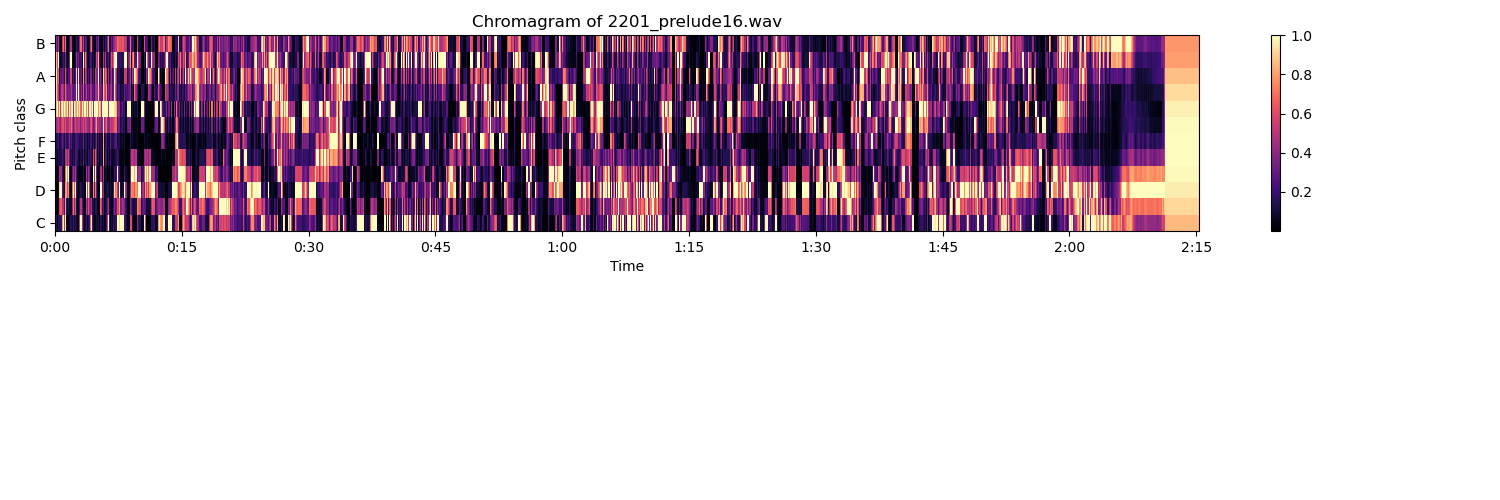 Chromagram of 2201_prelude16.wav
Pitch class
B
A
G
F
E
D
C
0:00 0:15 0:30 0:45 1:00 1:15 1:30 1:45 2:00 2:15
Time
1.0
0.8
0.6
0.4
0.2